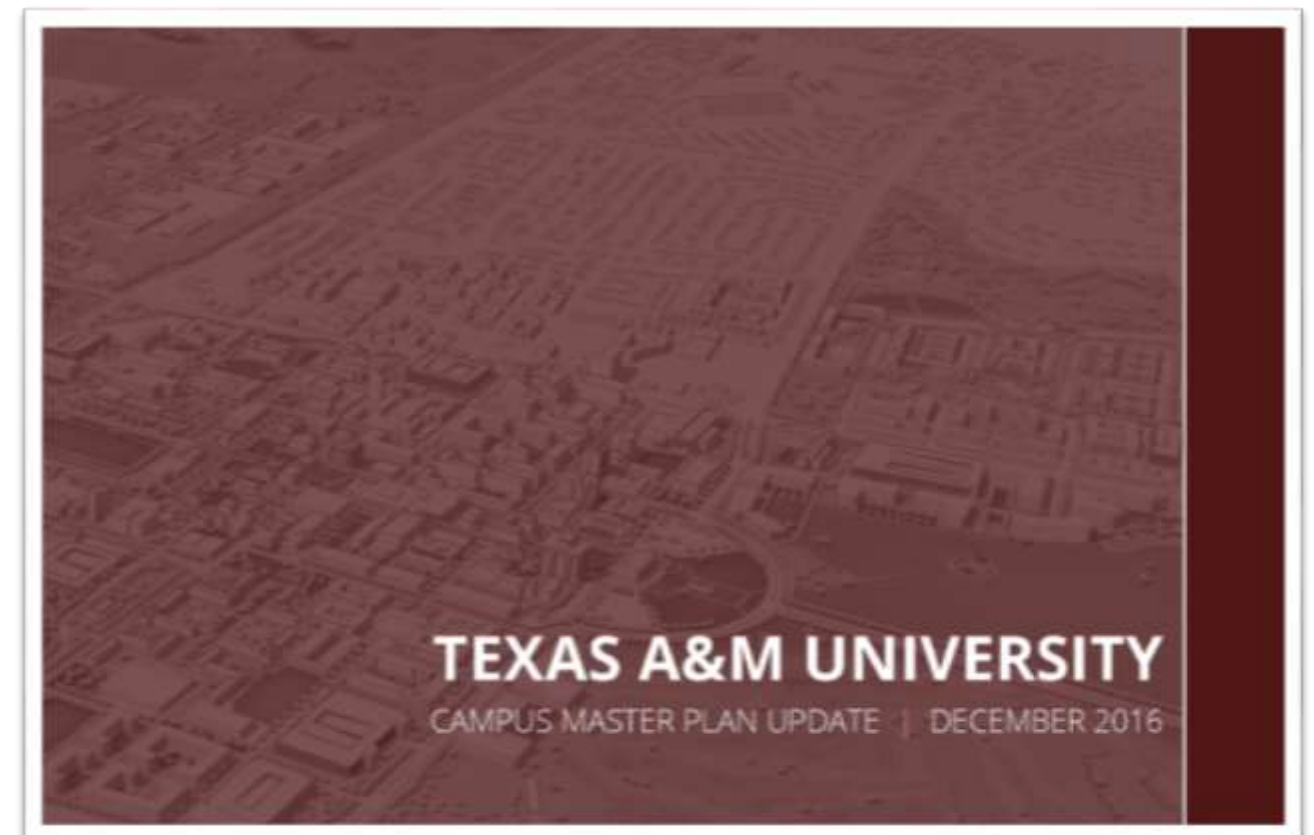 TEXAS A&M UNIVERSITY
CAMPUS MASTER PLAN UPDATE | DECEMBER 2016